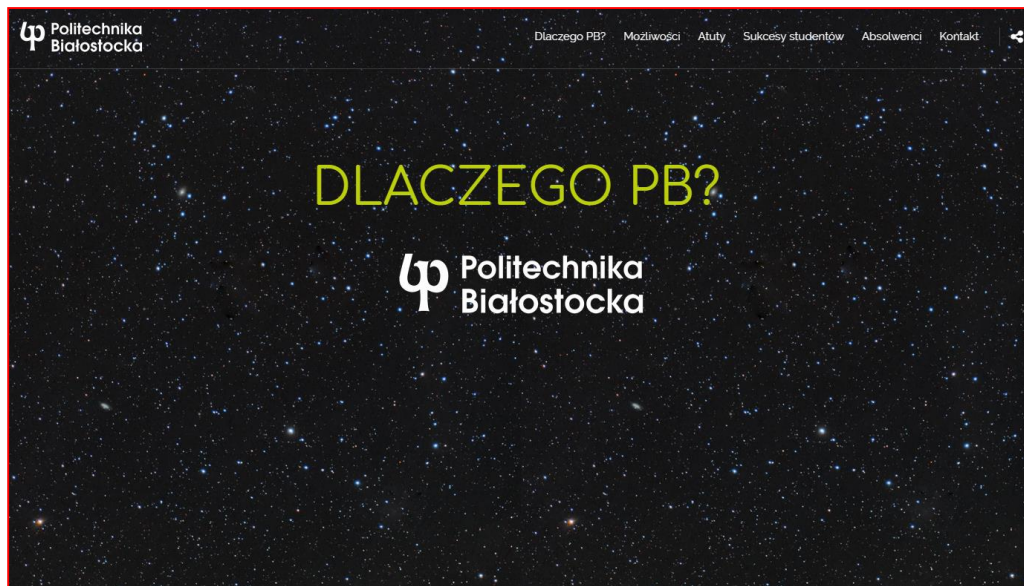 Politechnika
Białostocka
Dlaczego PB? Możliwości Atuty Sukcesy studentów Absolwenci Kontakt
DLACZEGO PB?
Politechnika
Białostocka